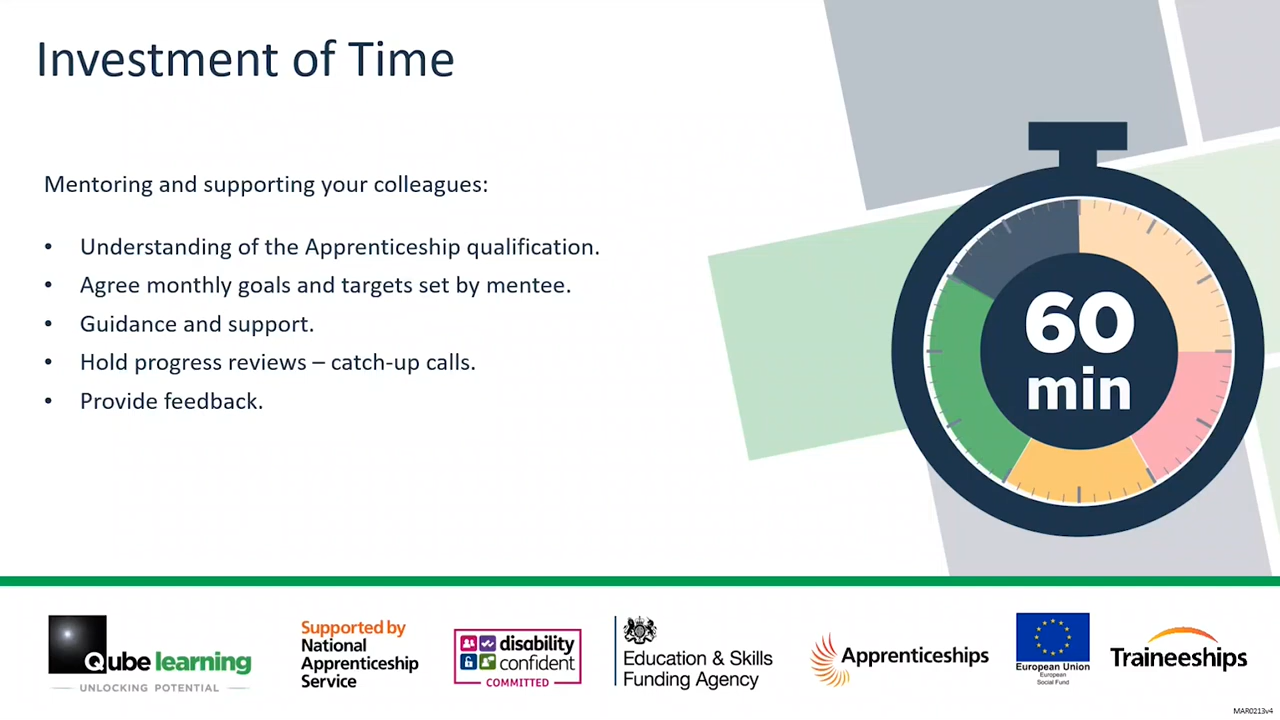 Investment of Time
Mentoring and supporting your colleagues:
• Understanding of the Apprenticeship qualification.
• Agree monthly goals and targets set by mentee.
• Guidance and support.
• Hold progress reviews – catch-up calls.
• Provide feedback.
60
min
Qube learning
UNLOCKING POTENTIAL
Supported by
National
Apprenticeship
Service
disability
confident
COMMITTED
Education & Skills
Funding Agency
Apprenticeships
European Union
European
Social Fund
Traineeships
MAR0213v4